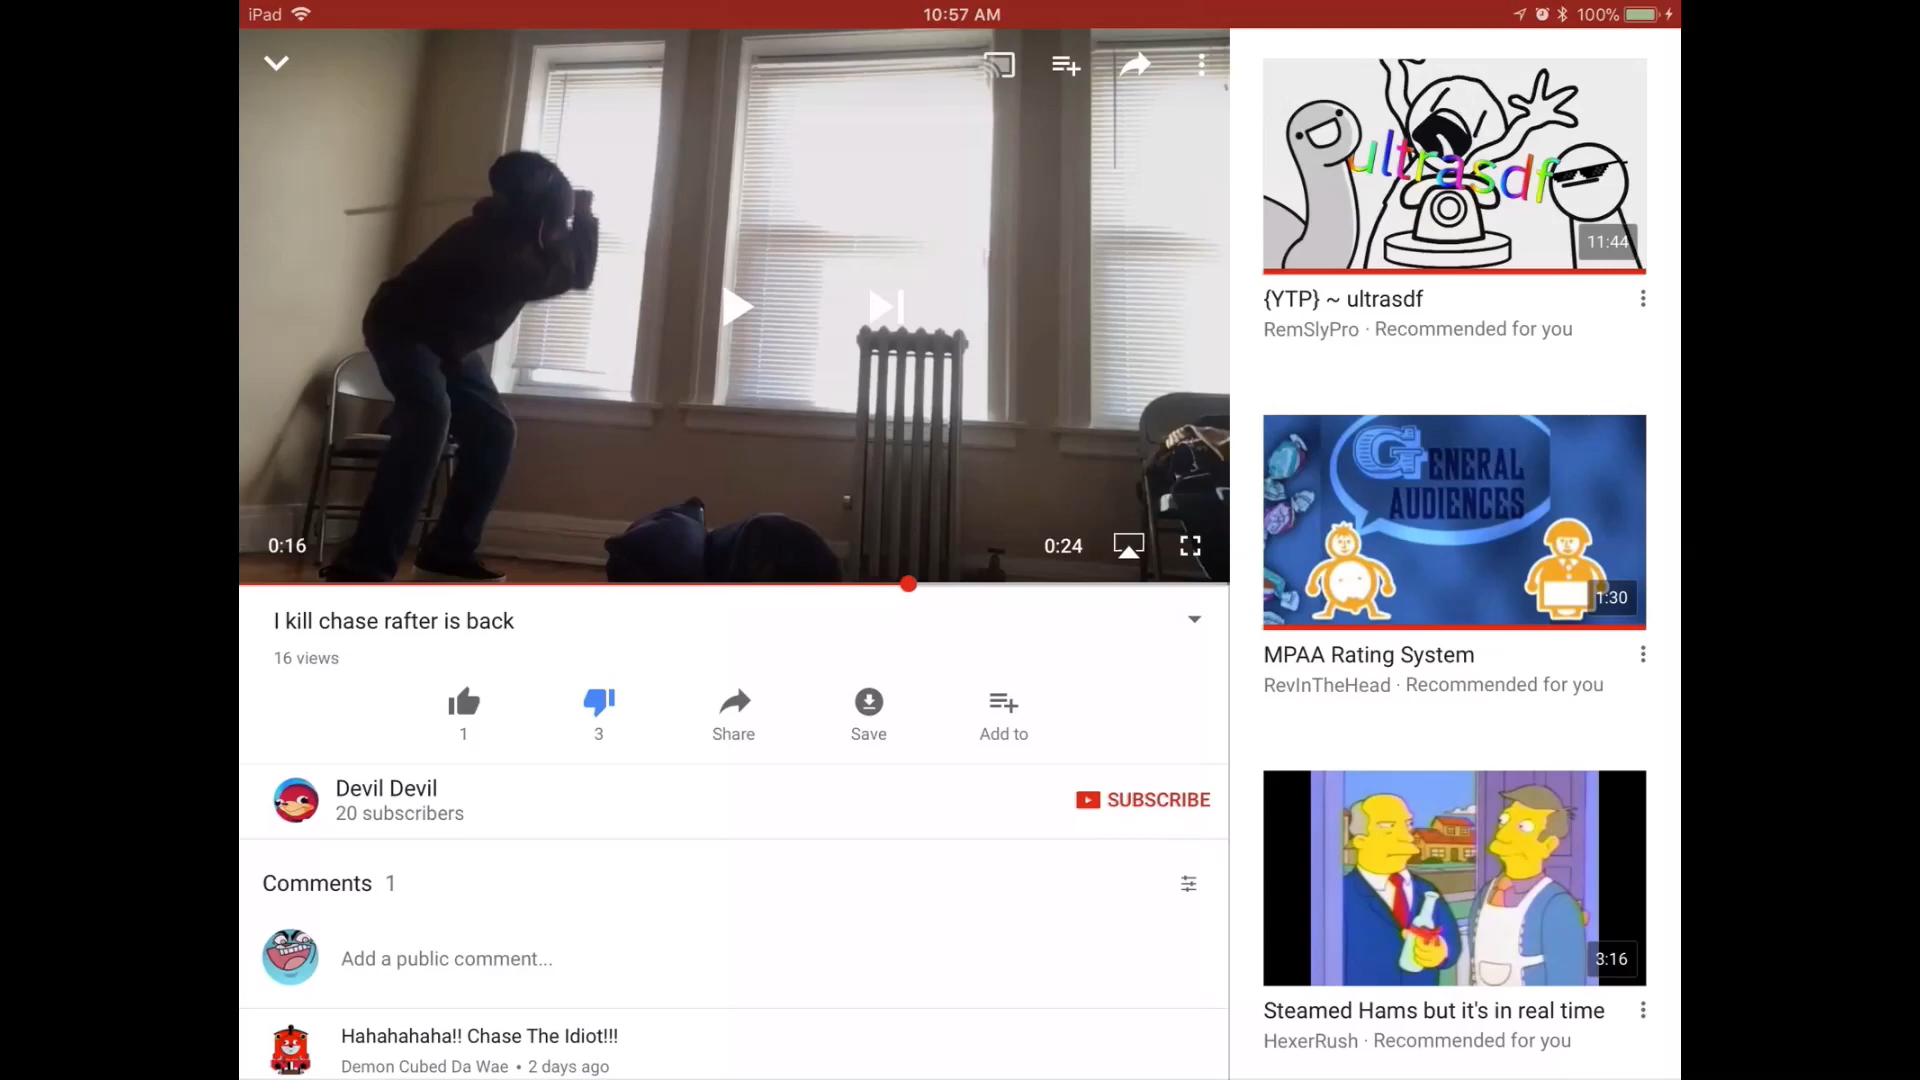 iPad
10:57 AM
100%
0:16
0:24
I kill chase rafter is back
16 views
1
3
Share
Save
Add to
Devil Devil
20 subscribers
SUBSCRIBE
Comments 1
Add a public comment...
Hahahahaha!! Chase The Idiot!!!
Demon Cubed Da Wae • 2 days ago
ultrasdf
11:44
{YTP} ~ ultrasdf
RemSlyPro · Recommended for you
GENERAL
AUDIENCES
1:30
MPAA Rating System
RevInTheHead · Recommended for you
3:16
Steamed Hams but it's in real time
HexerRush · Recommended for you